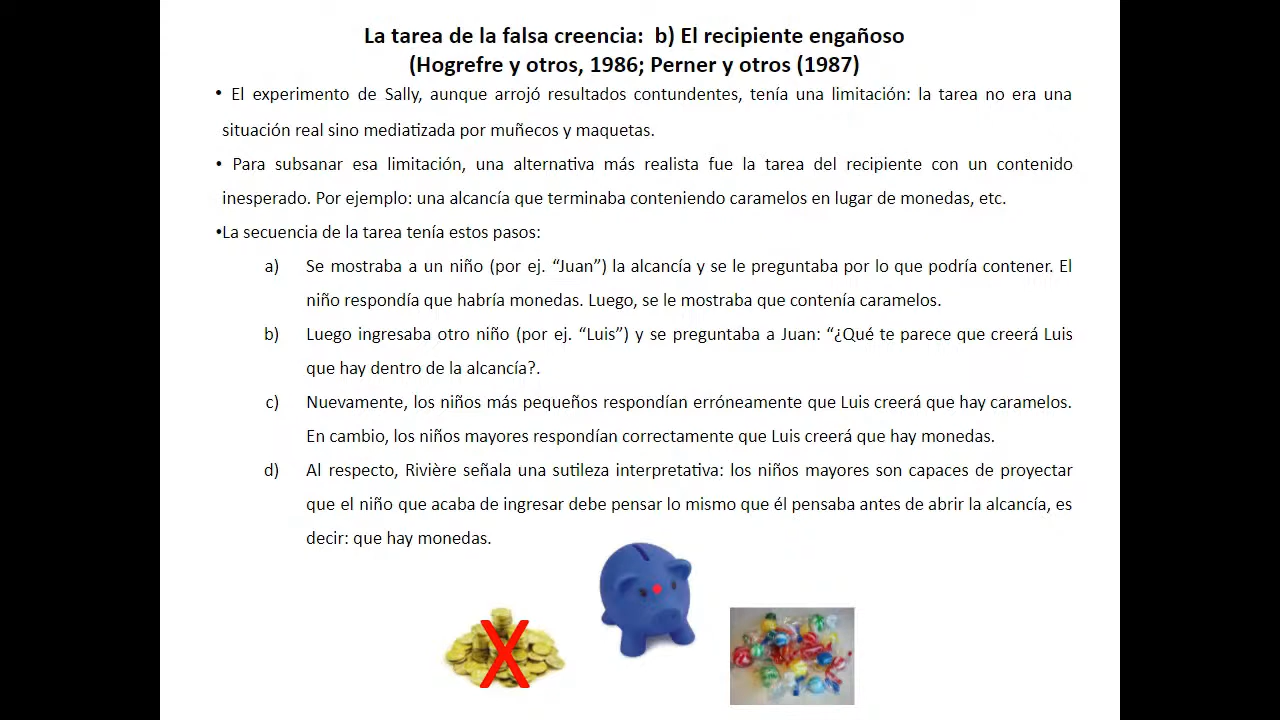 La tarea de la falsa creencia: b) El recipiente engañoso
(Hogrefre y otros, 1986; Perner y otros (1987)
• El experimento de Sally, aunque arrojó resultados contundentes, tenía una limitación: la tarea no era una
situación real sino mediatizada por muñecos y maquetas.
• Para subsanar esa limitación, una alternativa más realista fue la tarea del recipiente con un contenido
inesperado. Por ejemplo: una alcancía que terminaba conteniendo caramelos en lugar de monedas, etc.
•La secuencia de la tarea tenía estos pasos:
a) Se mostraba a un niño (por ej. “Juan”) la alcancía y se le preguntaba por lo que podría contener. El
niño respondía que habría monedas. Luego, se le mostraba que contenía caramelos.
b) Luego ingresaba otro niño (por ej. “Luis”) y se preguntaba a Juan: “¿Qué te parece que creerá Luis
que hay dentro de la alcancía?.
c) Nuevamente, los niños más pequeños respondían erróneamente que Luis creerá que hay caramelos.
En cambio, los niños mayores respondían correctamente que Luis creerá que hay monedas.
d) Al respecto, Rivière señala una sutileza interpretativa: los niños mayores son capaces de proyectar
que el niño que acaba de ingresar debe pensar lo mismo que él pensaba antes de abrir la alcancía, es
decir: que hay monedas.
X